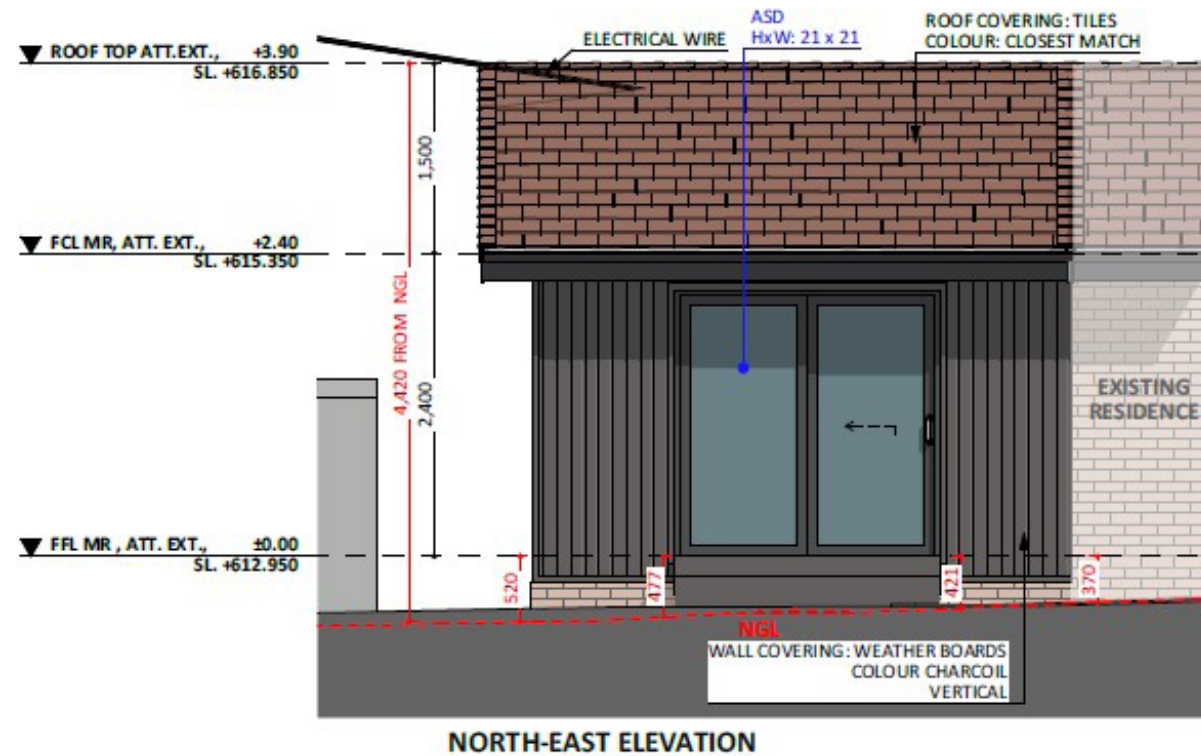 ASD
HxW: 21 x 21
ROOF COVERING: TILES
COLOUR: CLOSEST MATCH
ELECTRICAL WIRE
ROOF TOP ATT.EXT., +3.90
SL. +616.850
1,500
FCL MR, ATT. EXT., +2.40
SL. +615.350
4,420 FROM NGL
2,400
EXISTING
RESIDENCE
FFL MR , ATT. EXT., ±0.00
SL. +612.950
520
477
421
370
NGL
WALL COVERING: WEATHER BOARDS
COLOUR CHARCOIL
VERTICAL
NORTH-EAST ELEVATION